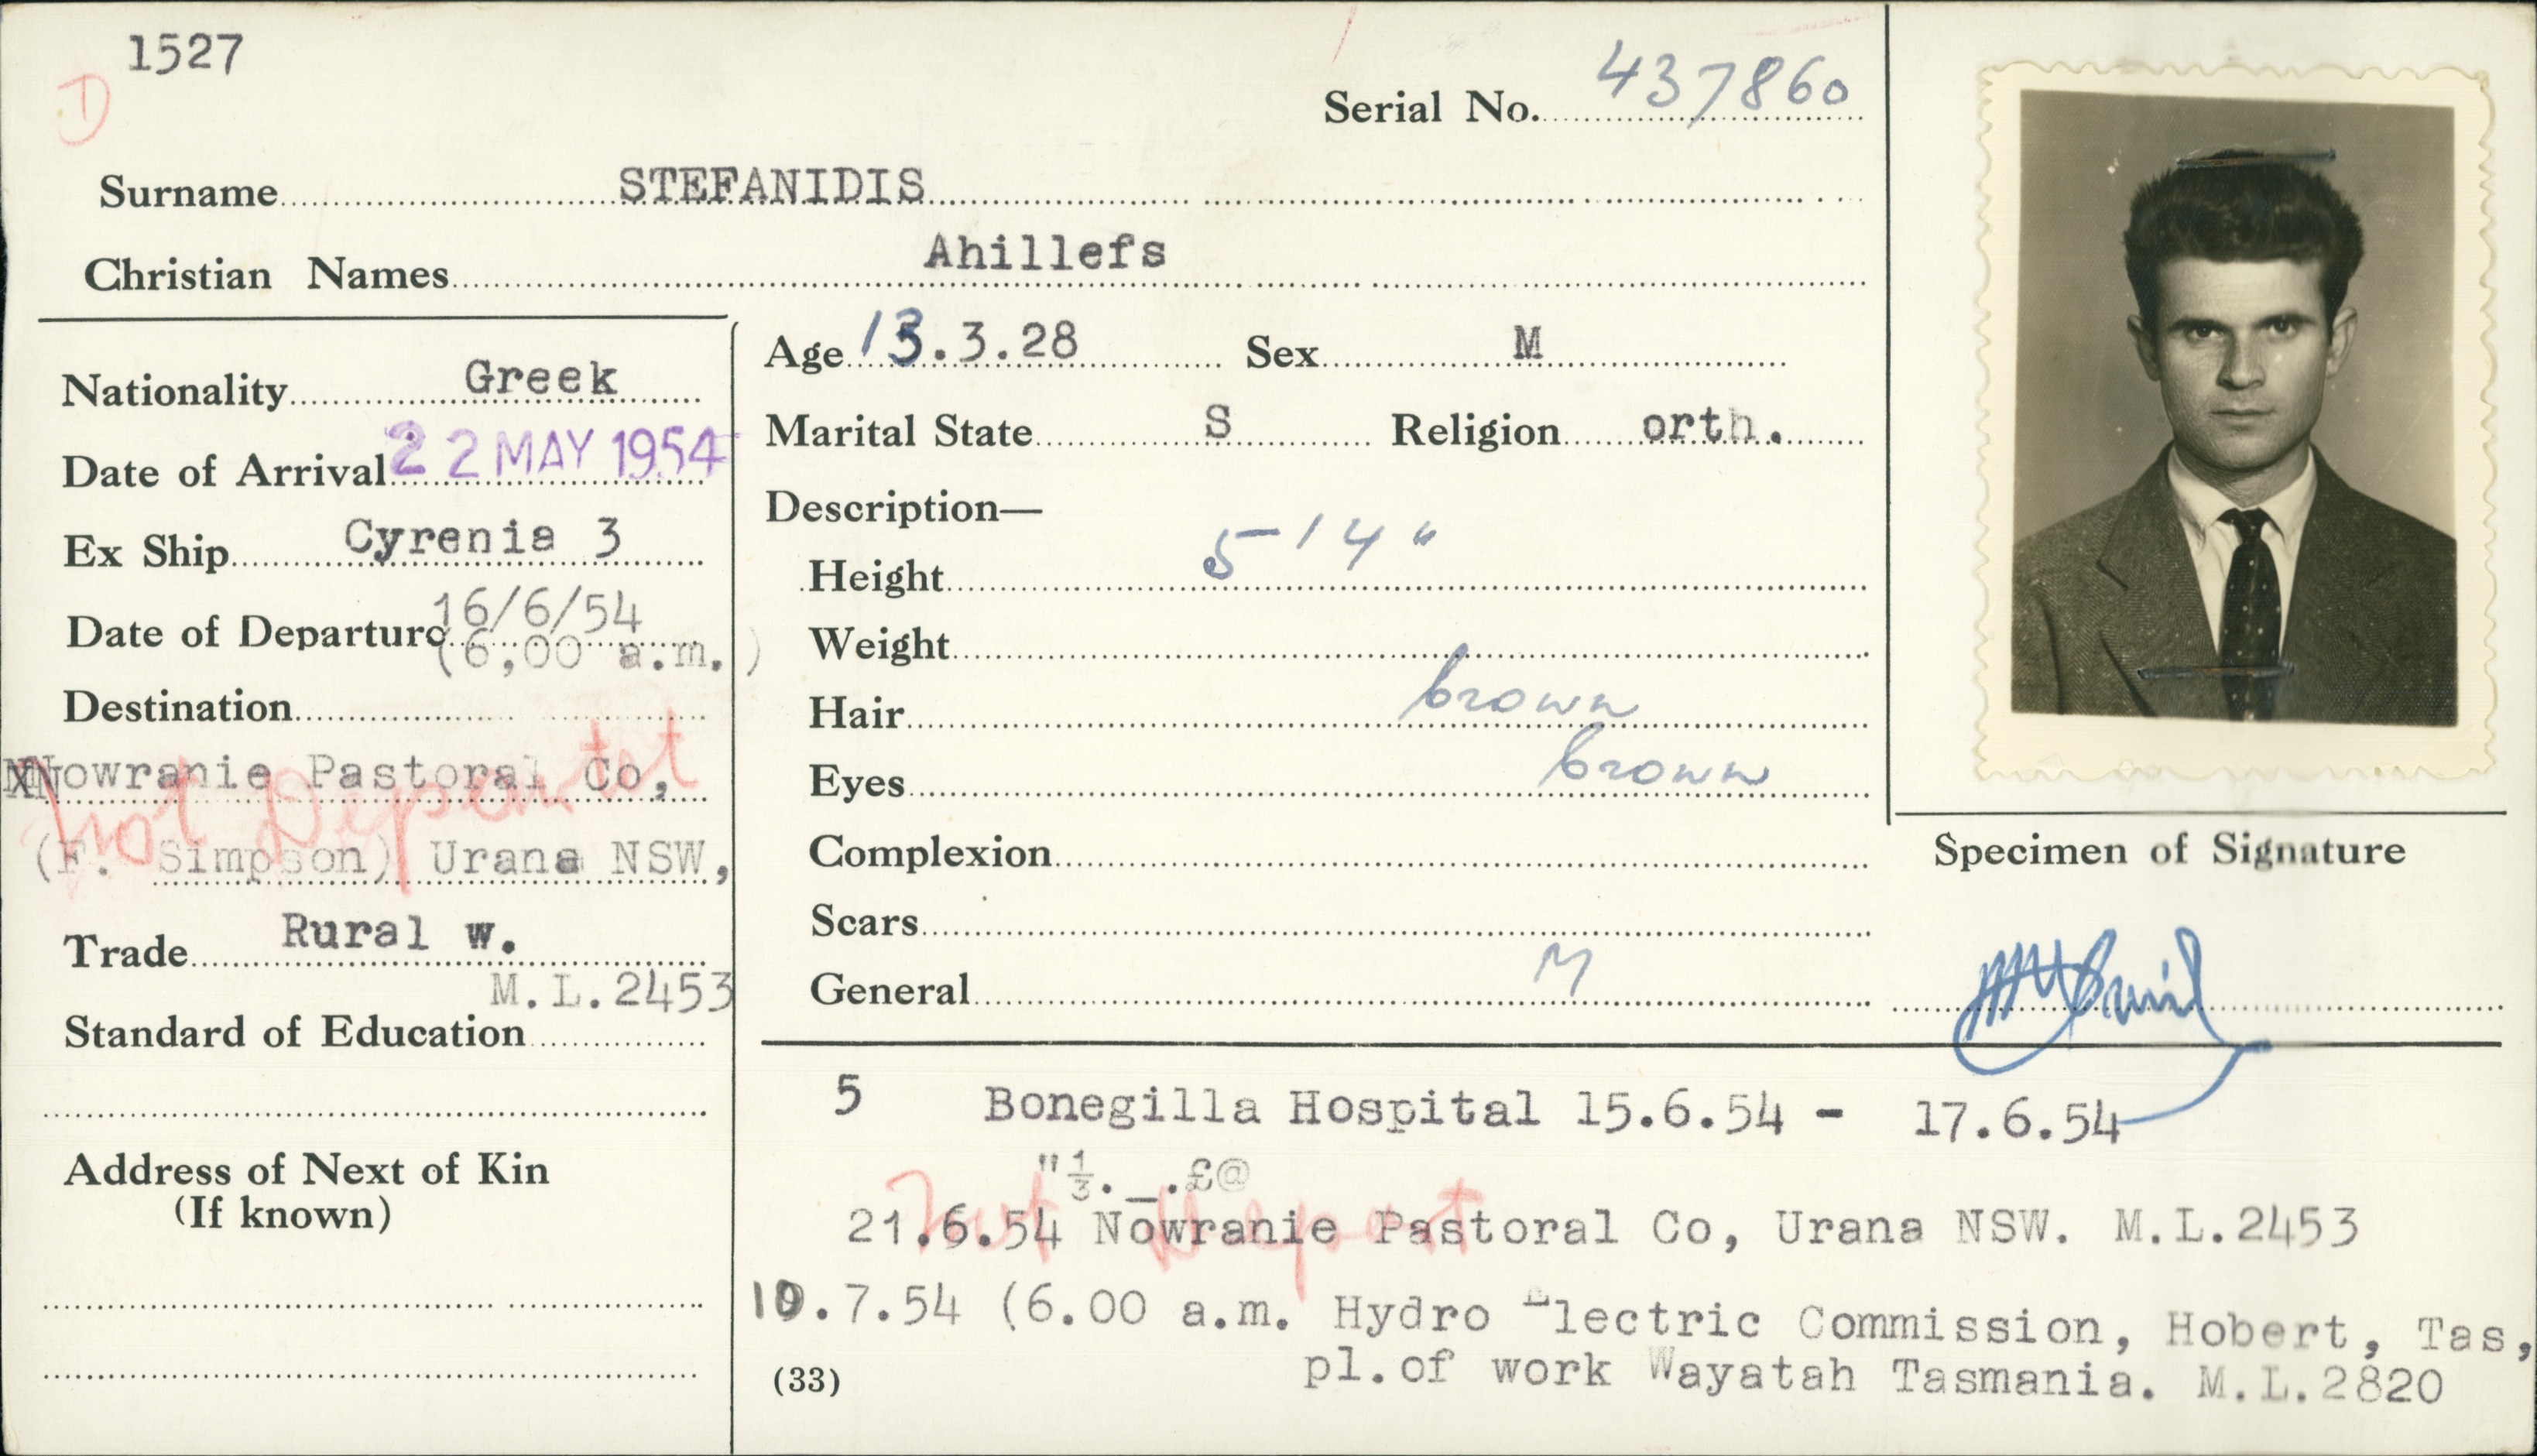 1527
D
Serial No. 437860
Surname STEFANIDIS
Christian Names Ahillefs
Nationality Greek
Date of Arrival 22 MAY 1954
Ex Ship Cyrenia 3
Date of Departure 16/6/54
(6,00 a.m.)
Destination
Nowranie Pastoral Co,
Not Depart
(F. Simpson) Urana NSW,
Trade Rural w.
M.L.2453
Standard of Education
Address of Next of Kin
(If known)
Age 13.3.28 Sex M
Marital State S Religion orth.
Description—
Height 5'4"
Weight
Hair brown
Eyes brown
Complexion
Scars
General M
Specimen of Signature
5 Bonegilla Hospital 15.6.54 - 17.6.54
"⅓._.£@
Not Depart
21.6.54 Nowranie Pastoral Co, Urana NSW. M.L.2453
10.7.54 (6.00 a.m. Hydro Electric Commission, Hobert, Tas,
pl.of work Wayatah Tasmania. M.L.2820
(33)